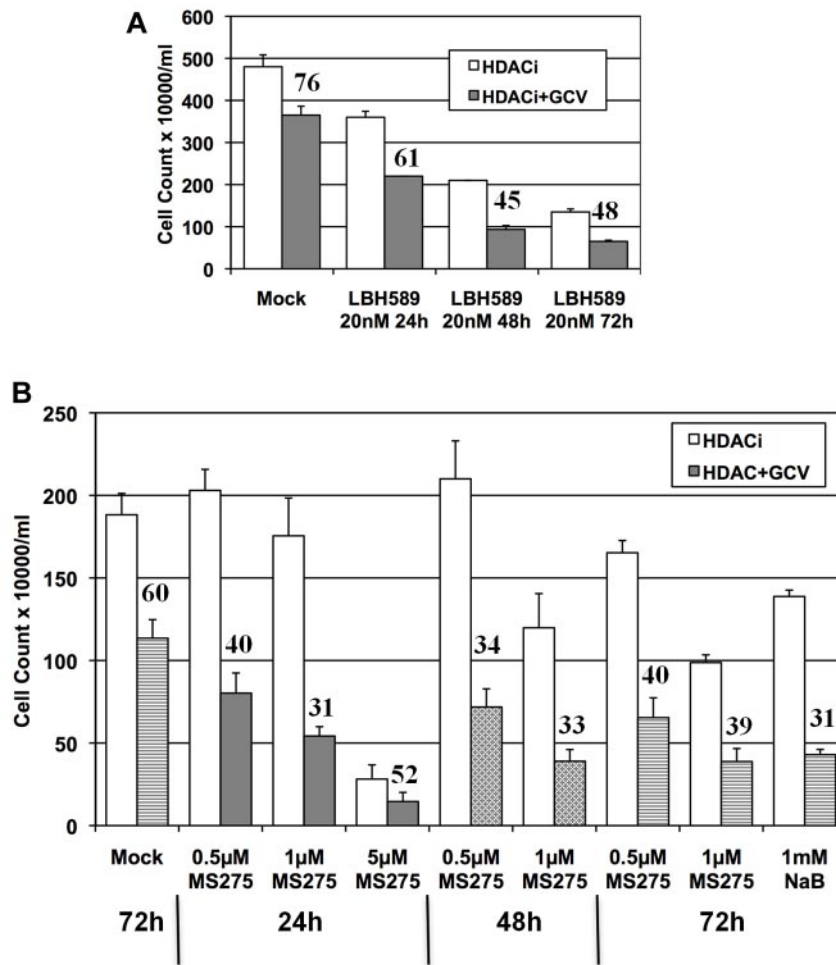 A
Cell Count x 10000/ml
600
500
400
300
200
100
0
HDACi
HDACi+GCV
76
61
45
48
Mock
LBH589
20nM 24h
LBH589
20nM 48h
LBH589
20nM 72h
B
Cell Count x 10000/ml
250
200
150
100
50
0
HDACi
HDAC+GCV
60
40
31
52
34
33
40
39
31
Mock
0.5µM
MS275
1µM
MS275
5µM
MS275
0.5µM
MS275
1µM
MS275
0.5µM
MS275
1µM
MS275
1mM
NaB
72h
24h
48h
72h